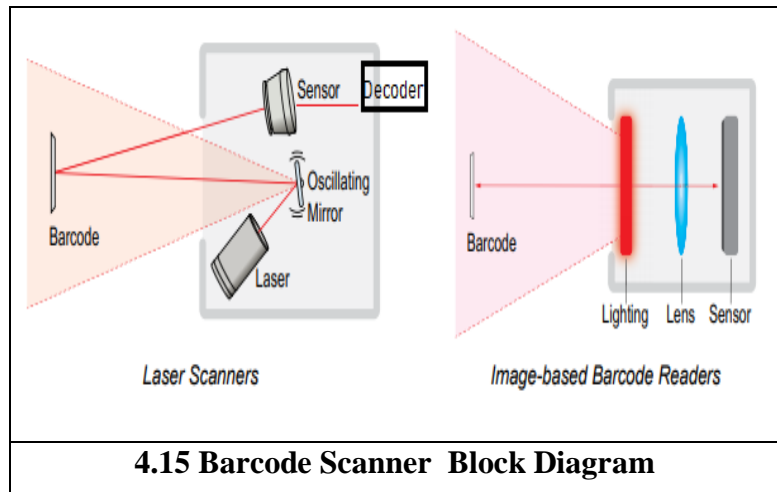 Sensor
Decoder
Oscillating
Mirror
Barcode
Laser
Laser Scanners
Barcode
Lighting Lens Sensor
Image-based Barcode Readers
4.15 Barcode Scanner Block Diagram